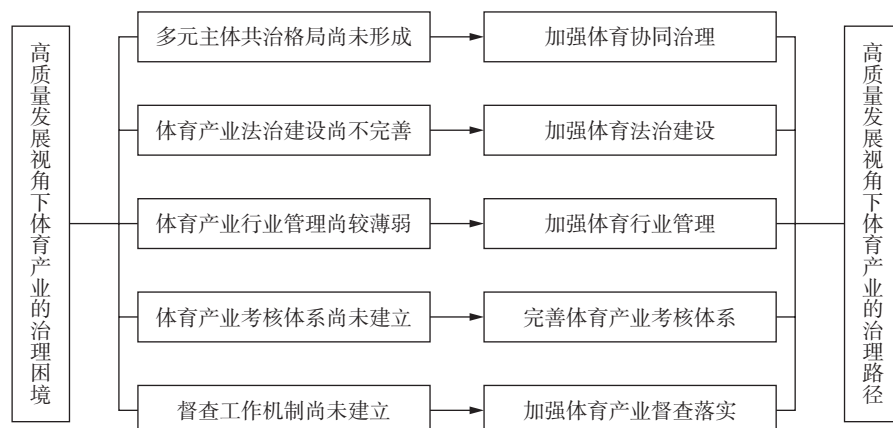 高质量发展视角下体育产业的治理困境
多元主体共治格局尚未形成
加强体育协同治理
体育产业法治建设尚不完善
加强体育法治建设
体育产业行业管理尚较薄弱
加强体育行业管理
体育产业考核体系尚未建立
完善体育产业考核体系
督查工作机制尚未建立
加强体育产业督查落实
高质量发展视角下体育产业的治理路径